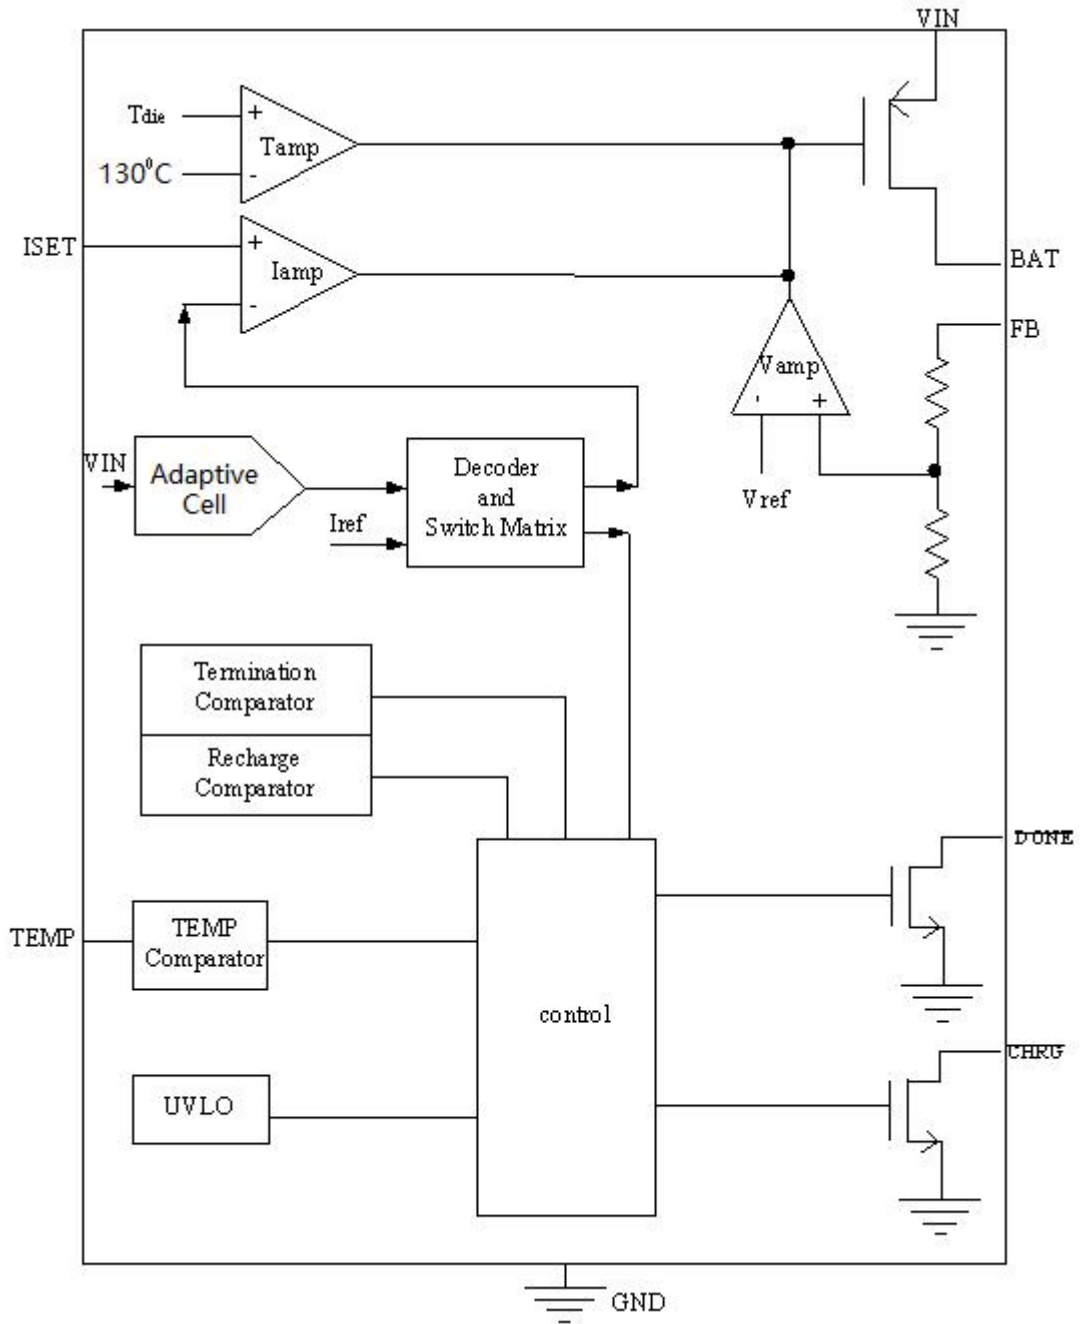 VIN
Tdie
+
Tamp
130⁰C
-
ISET
+
Iamp
-
BAT
FB
Vamp
- +
Vref
VIN
Adaptive
Cell
Iref
Decoder
and
Switch Matrix
Termination
Comparator
Recharge
Comparator
DONE
TEMP
TEMP
Comparator
control
CHRG
UVLO
GND